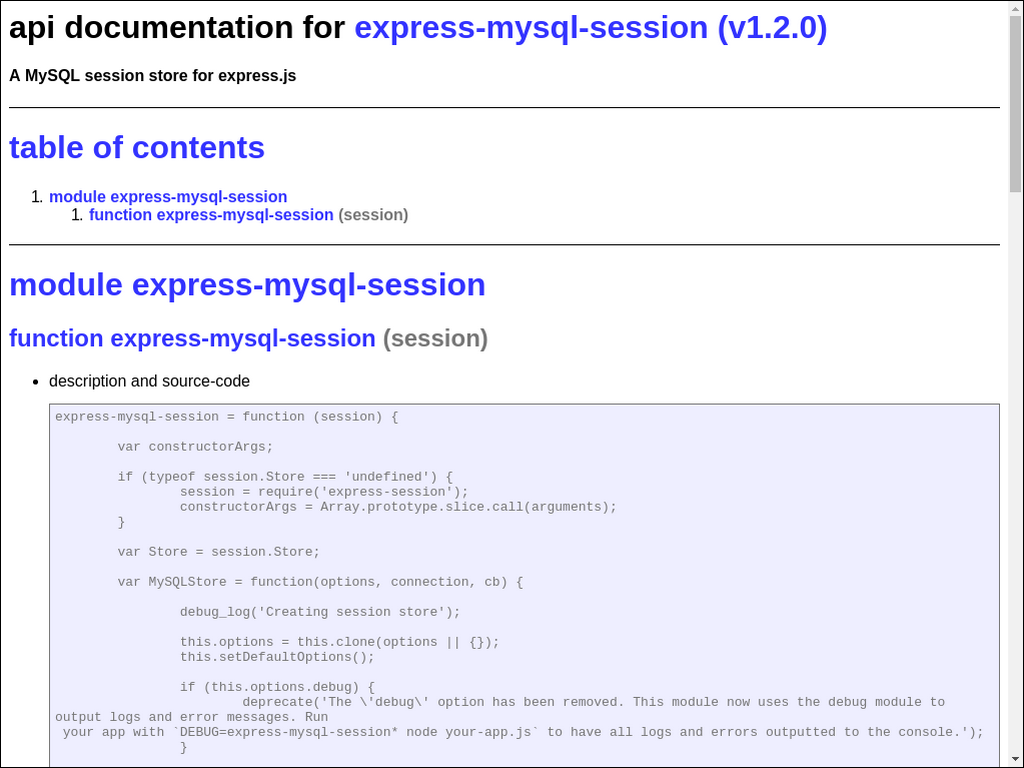 api documentation for express-mysql-session (v1.2.0)
A MySQL session store for express.js
table of contents
1. module express-mysql-session
1. function express-mysql-session (session)
module express-mysql-session
function express-mysql-session (session)
• description and source-code
express-mysql-session = function (session) {
var constructorArgs;
if (typeof session.Store === 'undefined') {
session = require('express-session');
constructorArgs = Array.prototype.slice.call(arguments);
}
var Store = session.Store;
var MySQLStore = function(options, connection, cb) {
debug_log('Creating session store');
this.options = this.clone(options || {});
this.setDefaultOptions();
if (this.options.debug) {
deprecate('The \'debug\' option has been removed. This module now uses the debug module to
output logs and error messages. Run
your app with `DEBUG=express-mysql-session* node your-app.js` to have all logs and errors outputted to the console.');
}